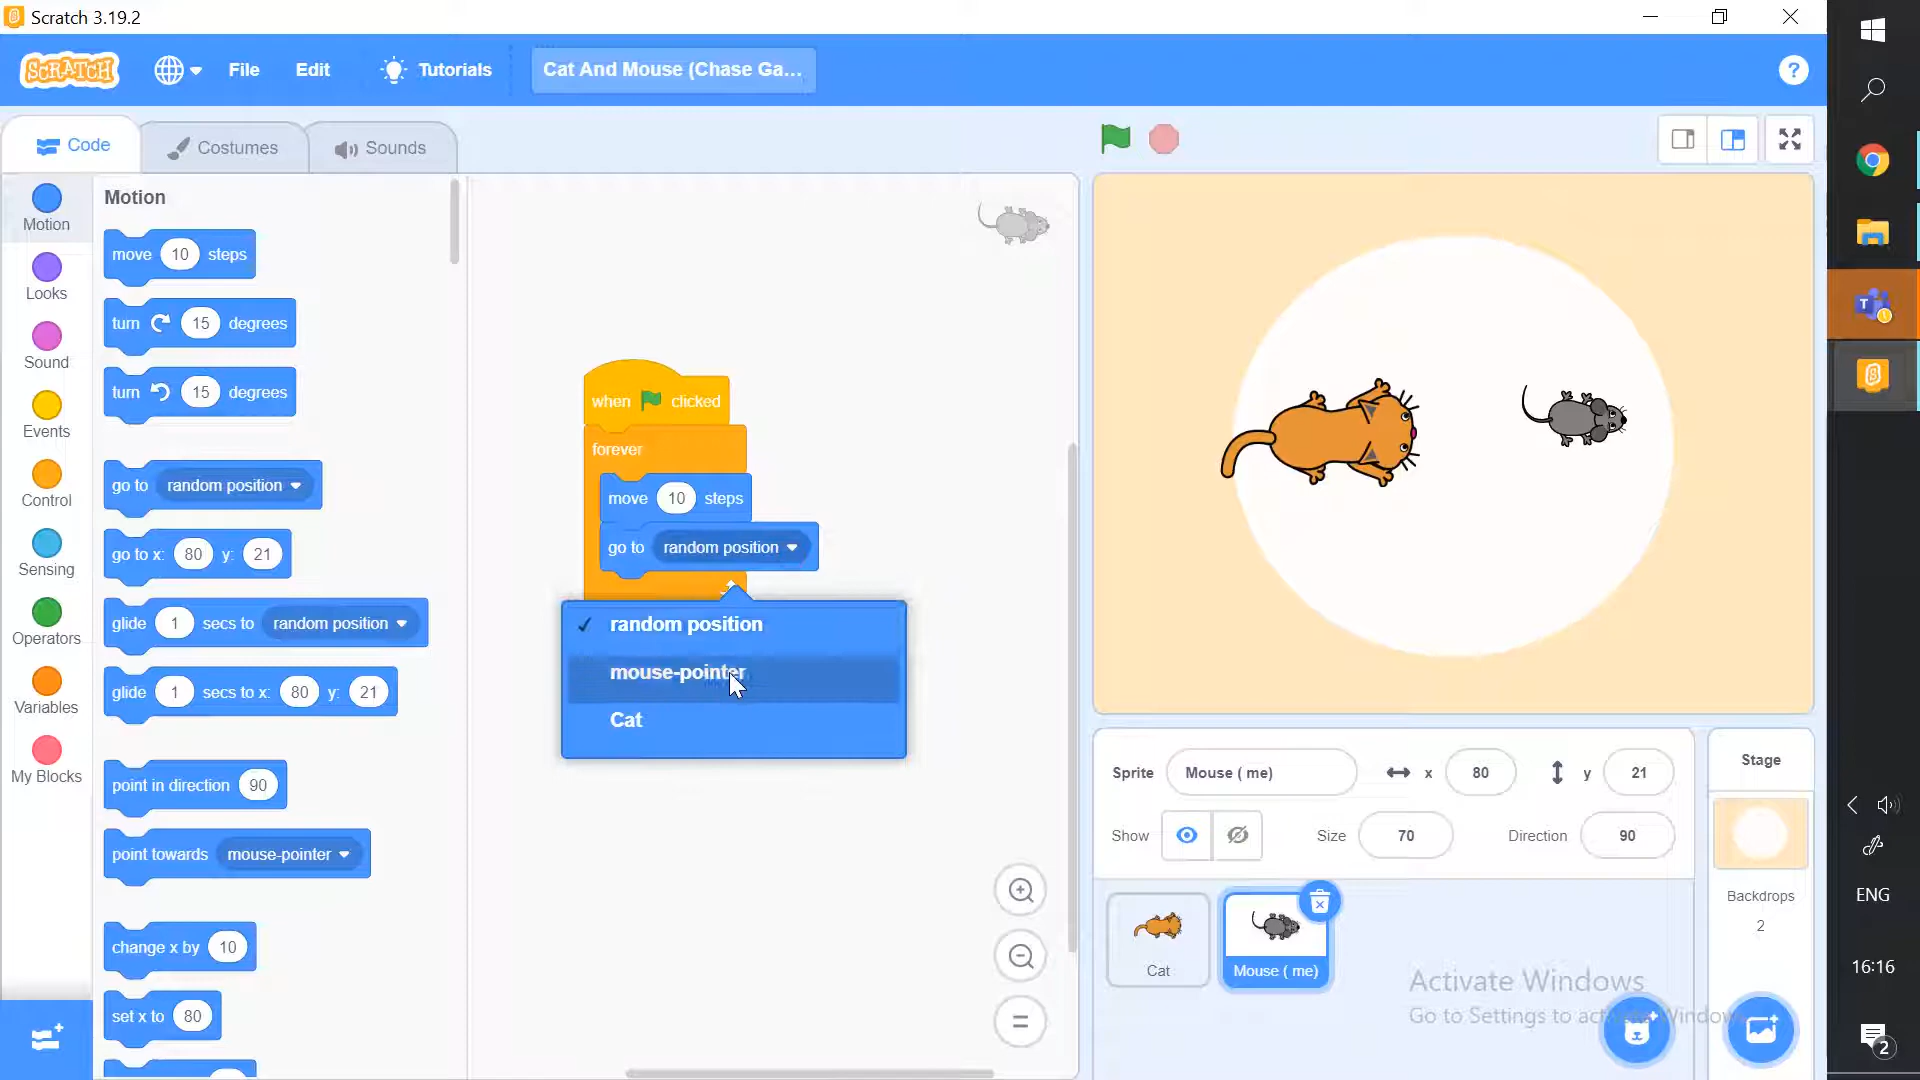 Scratch 3.19.2
SCRATCH
File
Edit
Tutorials
Cat And Mouse (Chase Ga...
?
Code
Costumes
Sounds
Motion
Looks
Sound
Events
Control
Sensing
Operators
Variables
My Blocks
Motion
move 10 steps
turn 15 degrees
turn 15 degrees
go to random position
go to x: 80 y: 21
glide 1 secs to random position
glide 1 secs to x: 80 y: 21
point in direction 90
point towards mouse-pointer
change x by 10
set x to 80
when clicked
forever
move 10 steps
go to random position
✓ random position
mouse-pointer
Cat
Sprite Mouse ( me) x 80 y 21
Show Size 70 Direction 90
Cat
Mouse ( me)
Stage
Backdrops
2
Activate Windows
Go to Settings to activate Windows.
T
ENG
16:16
2